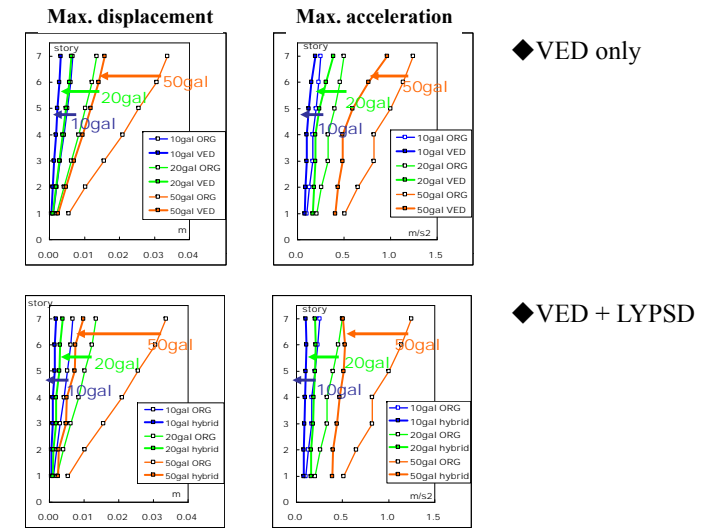 Max. displacement
Max. acceleration
◆VED only
story
7
6
5
4
3
2
1
0
50gal
20gal
10gal
10gal ORG
10gal VED
20gal ORG
20gal VED
50gal ORG
50gal VED
m
0.00 0.01 0.02 0.03 0.04
story
7
6
5
4
3
2
1
0
50gal
20gal
10gal
10gal ORG
10gal VED
20gal ORG
20gal VED
50gal ORG
50gal VED
m/s2
0.0 0.5 1.0 1.5
◆VED + LYPSD
story
7
6
5
4
3
2
1
0
50gal
20gal
10gal
10gal ORG
10gal hybrid
20gal ORG
20gal hybrid
50gal ORG
50gal hybrid
m
0.00 0.01 0.02 0.03 0.04
story
7
6
5
4
3
2
1
0
50gal
20gal
10gal
10gal ORG
10gal hybrid
20gal ORG
20gal hybrid
50gal ORG
50gal hybrid
m/s2
0.0 0.5 1.0 1.5